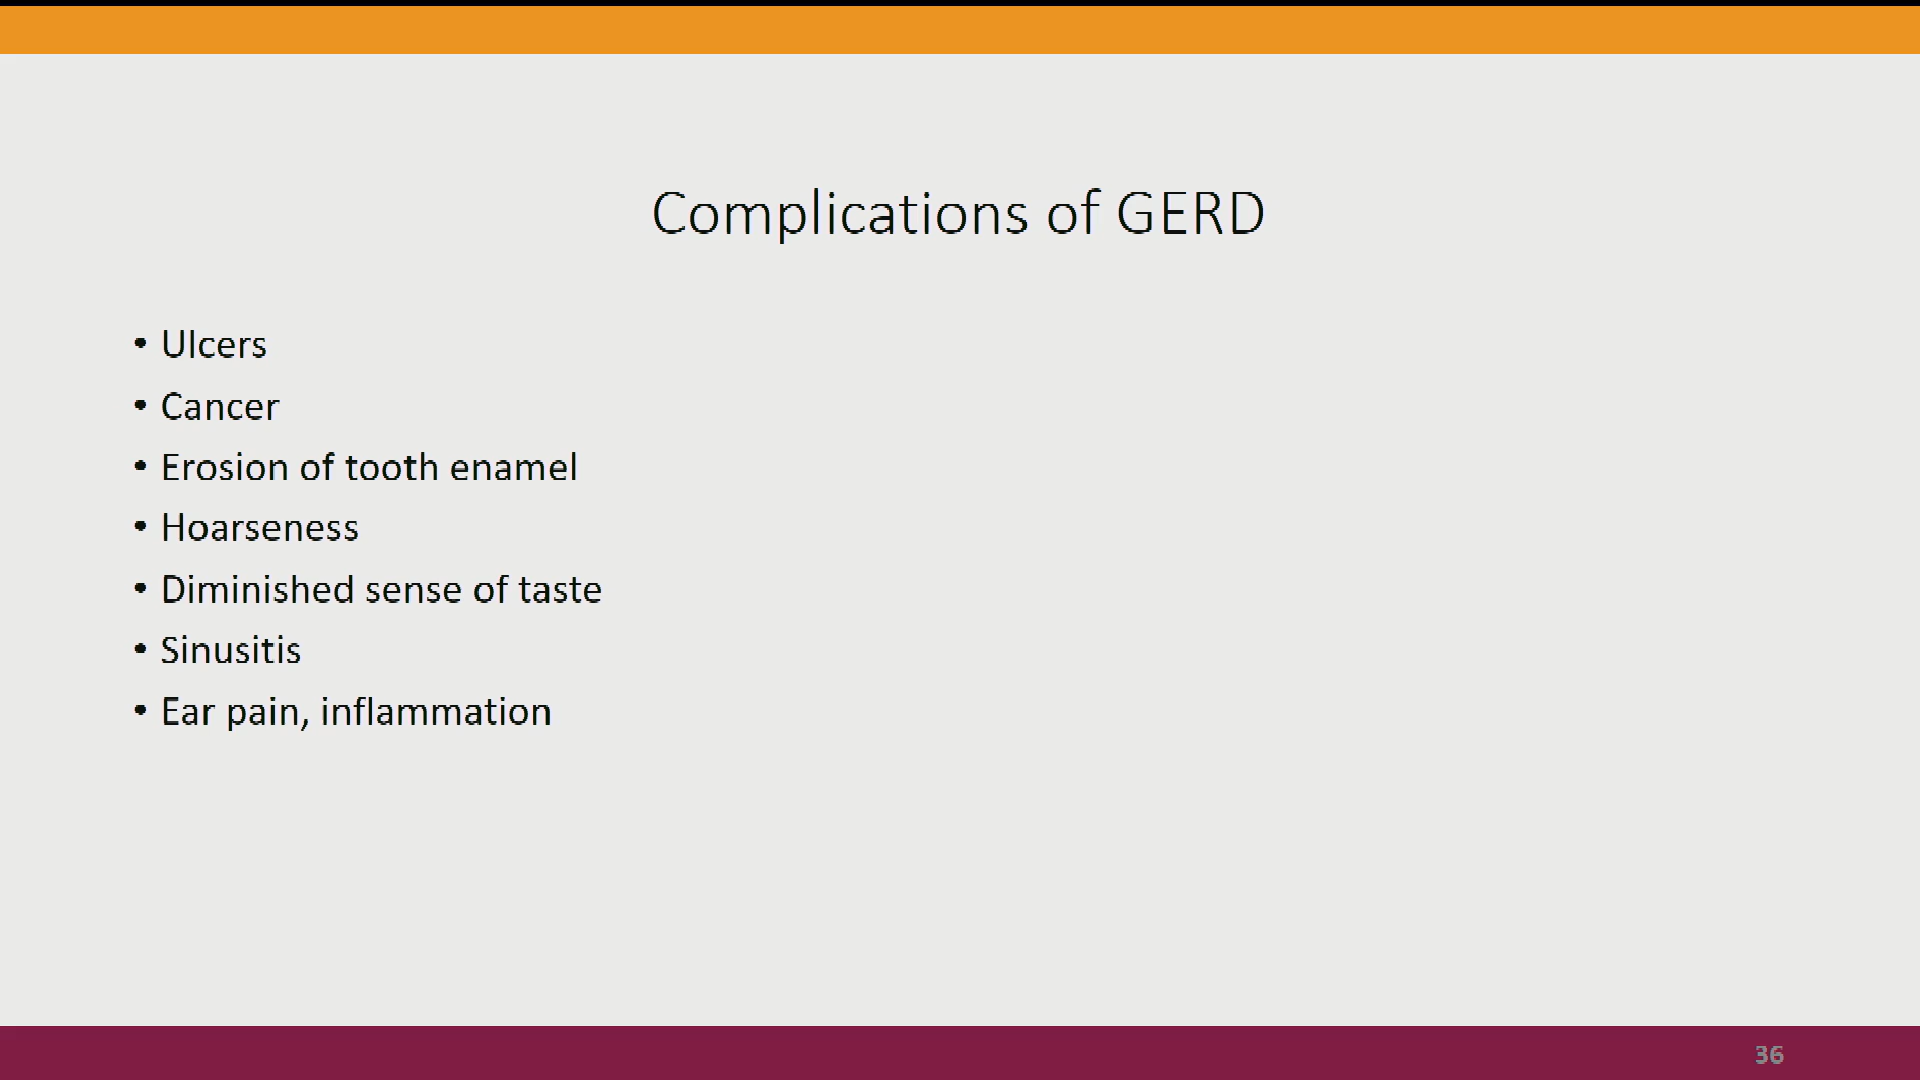 Complications of GERD
• Ulcers
• Cancer
• Erosion of tooth enamel
• Hoarseness
• Diminished sense of taste
• Sinusitis
• Ear pain, inflammation
36